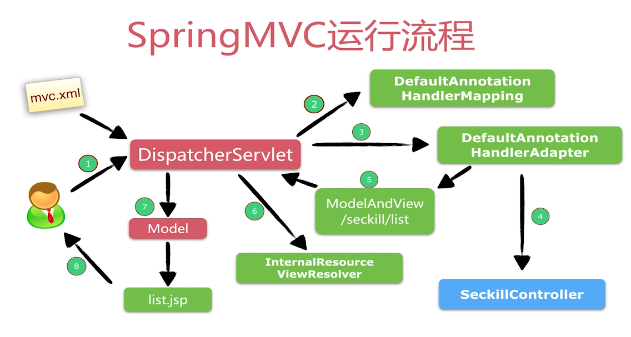 SpringMVC运行流程
mvc.xml
DefaultAnnotation
HandlerMapping
2
3
DefaultAnnotation
HandlerAdapter
DispatcherServlet
1
5
ModelAndView
/seckill/list
7
6
4
Model
InternalResource
ViewResolver
8
list.jsp
SeckillController